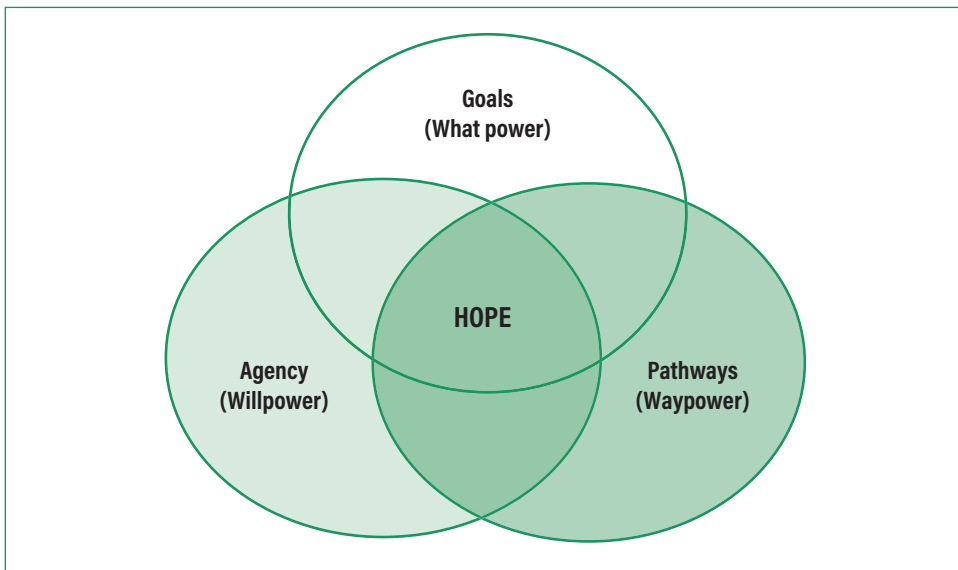 Goals
(What power)
HOPE
Agency
(Willpower)
Pathways
(Waypower)